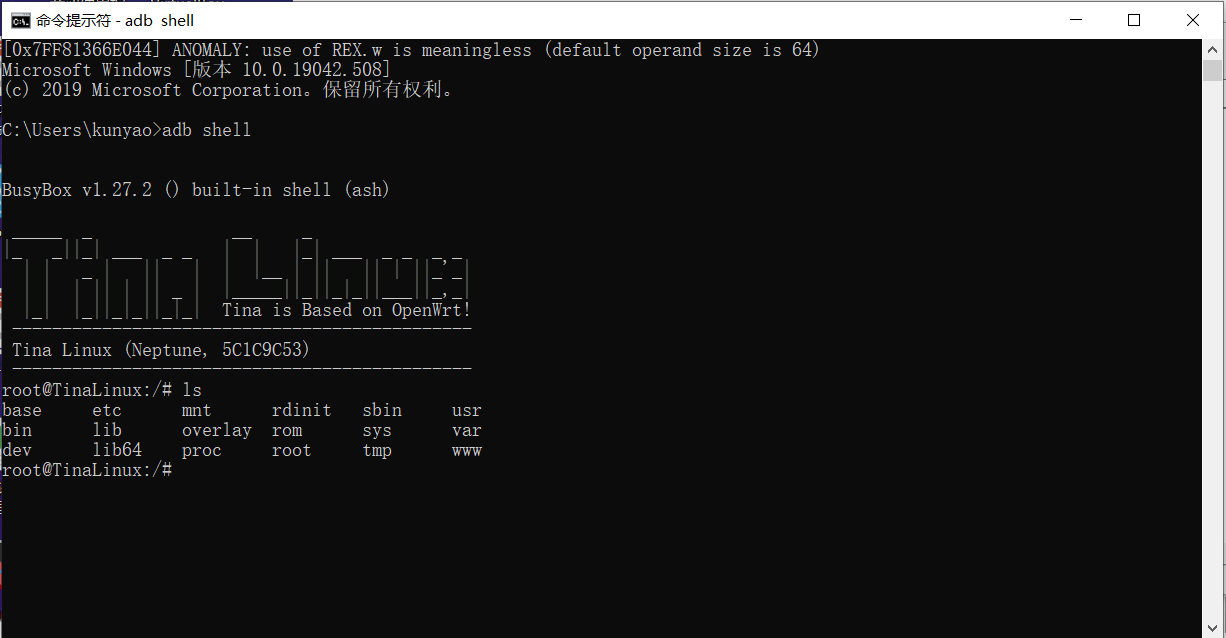 命令提示符 - adb shell
[0x7FF81366E044] ANOMALY: use of REX.w is meaningless (default operand size is 64)
Microsoft Windows [版本 10.0.19042.508]
(c) 2019 Microsoft Corporation。保留所有权利。
C:\Users\kunyao>adb shell
BusyBox v1.27.2 () built-in shell (ash)
Tina Linux
Tina is Based on OpenWrt!
----------------------------------------------
Tina Linux (Neptune, 5C1C9C53)
----------------------------------------------
root@TinaLinux:/# ls
base etc mnt rdinit sbin usr
bin lib overlay rom sys var
dev lib64 proc root tmp www
root@TinaLinux:/#